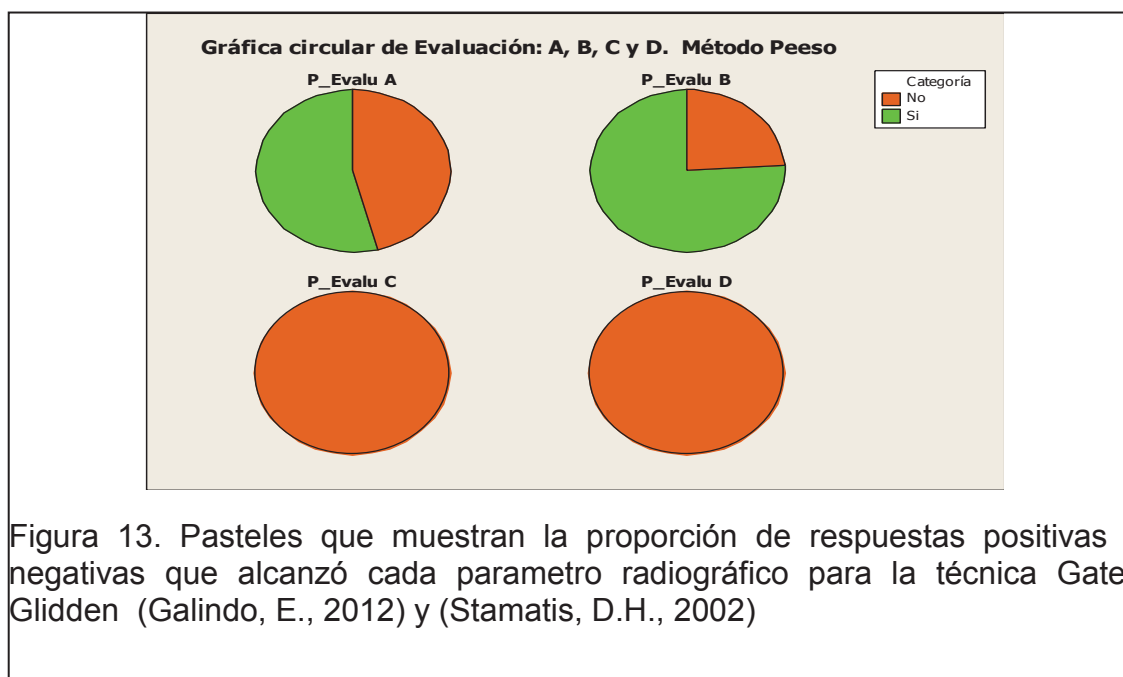 Gráfica circular de Evaluación: A, B, C y D. Método Peeso
P_Evalu A
P_Evalu B
Categoría
No
Si
P_Evalu C
P_Evalu D
Figura 13. Pasteles que muestran la proporción de respuestas positivas
negativas que alcanzó cada parametro radiográfico para la técnica Gate
Glidden (Galindo, E., 2012) y (Stamatis, D.H., 2002)